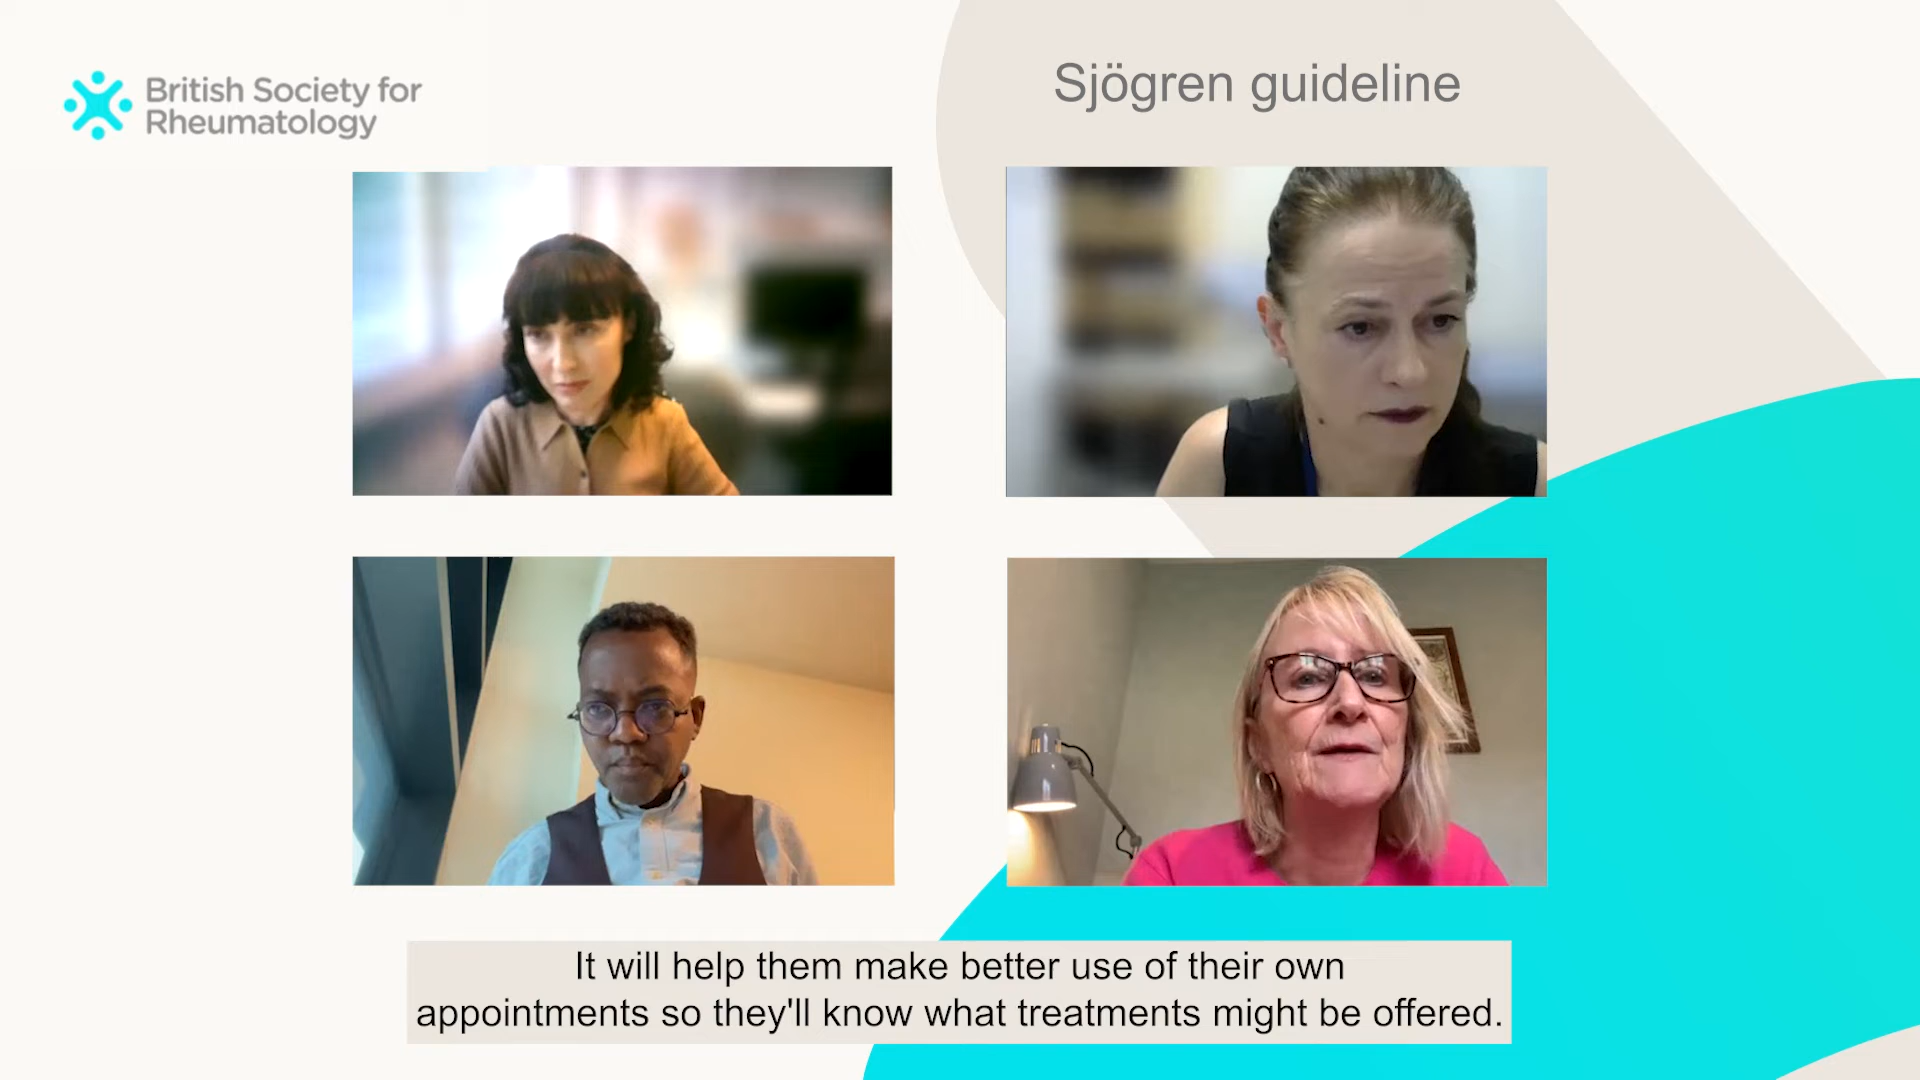 British Society for
Rheumatology
Sjögren guideline
It will help them make better use of their own
appointments so they'll know what treatments might be offered.